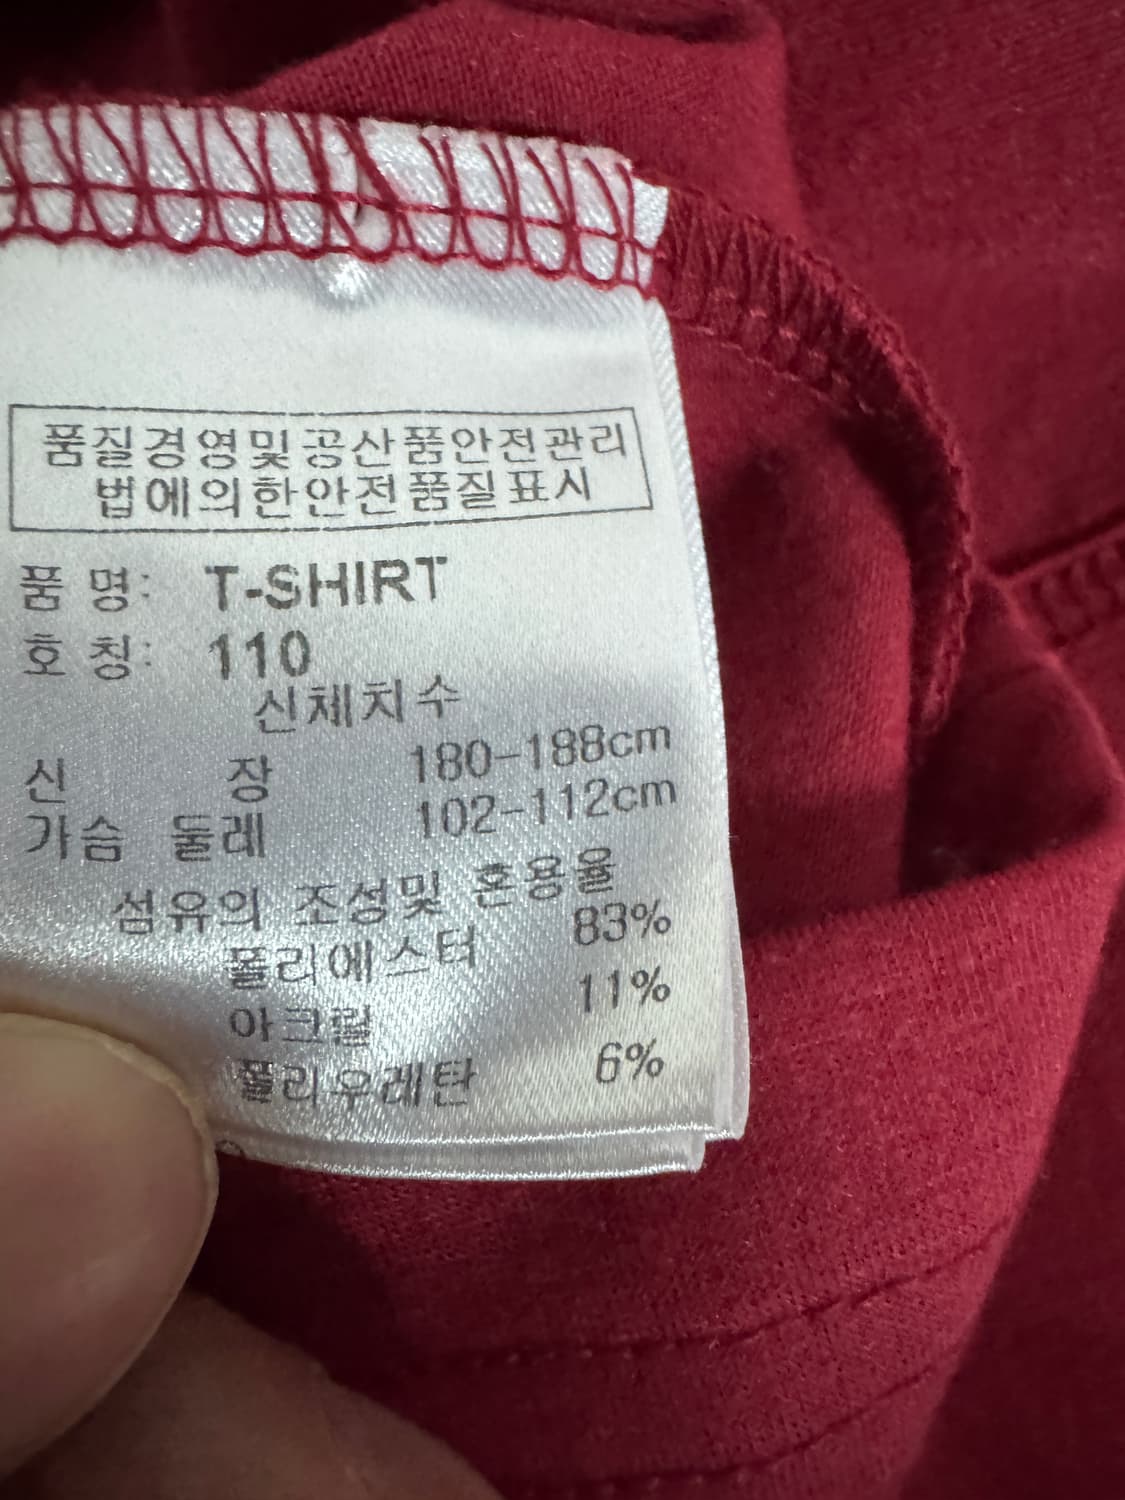 품질경영및공산품안전관리
법에의한안전품질표시
품 명: T-SHIRT
호 칭: 110
신체치수
신 장 180-188cm
가슴 둘레 102-112cm
섬유의 조성및 혼용율
폴리에스터 83%
아크릴 11%
폴리우레탄 6%